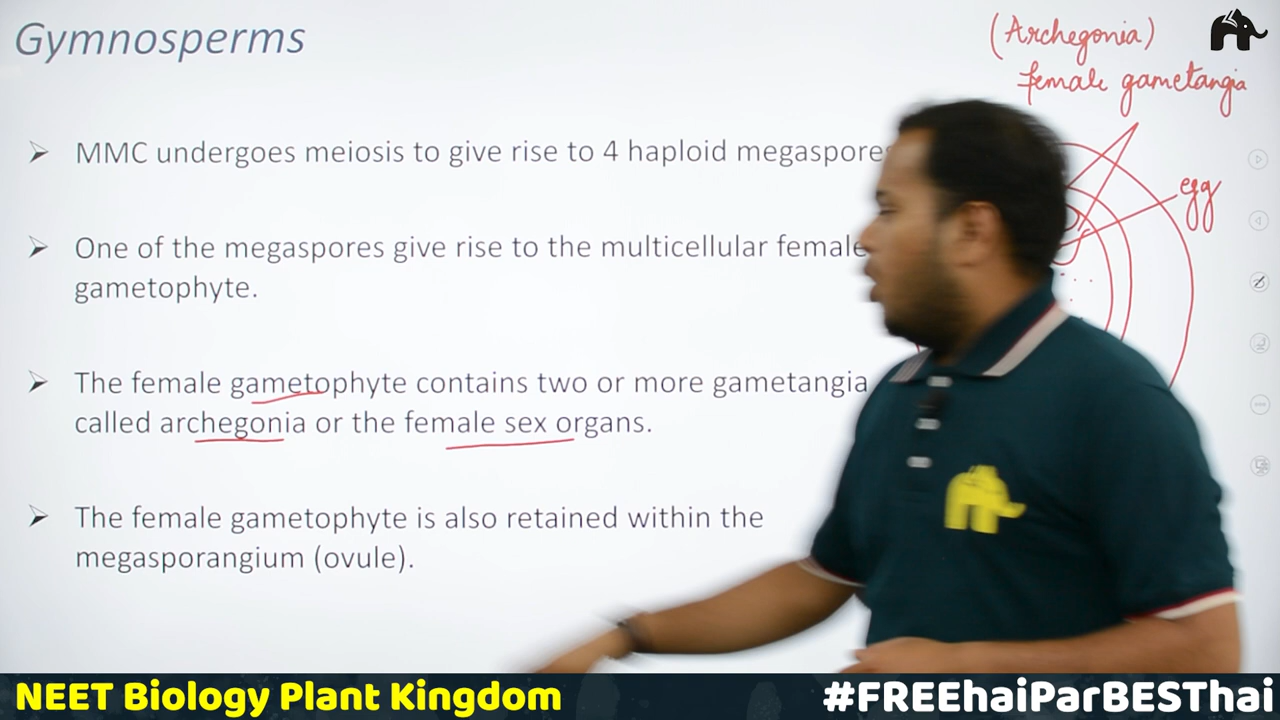 Gymnosperms
(Archegonia)
female gametangia
MMC undergoes meiosis to give rise to 4 haploid megaspore
egg
One of the megaspores give rise to the multicellular female
gametophyte.
The female gametophyte contains two or more gametangia
called archegonia or the female sex organs.
The female gametophyte is also retained within the
megasporangium (ovule).
NEET Biology Plant Kingdom
#FREEhaiParBESThai